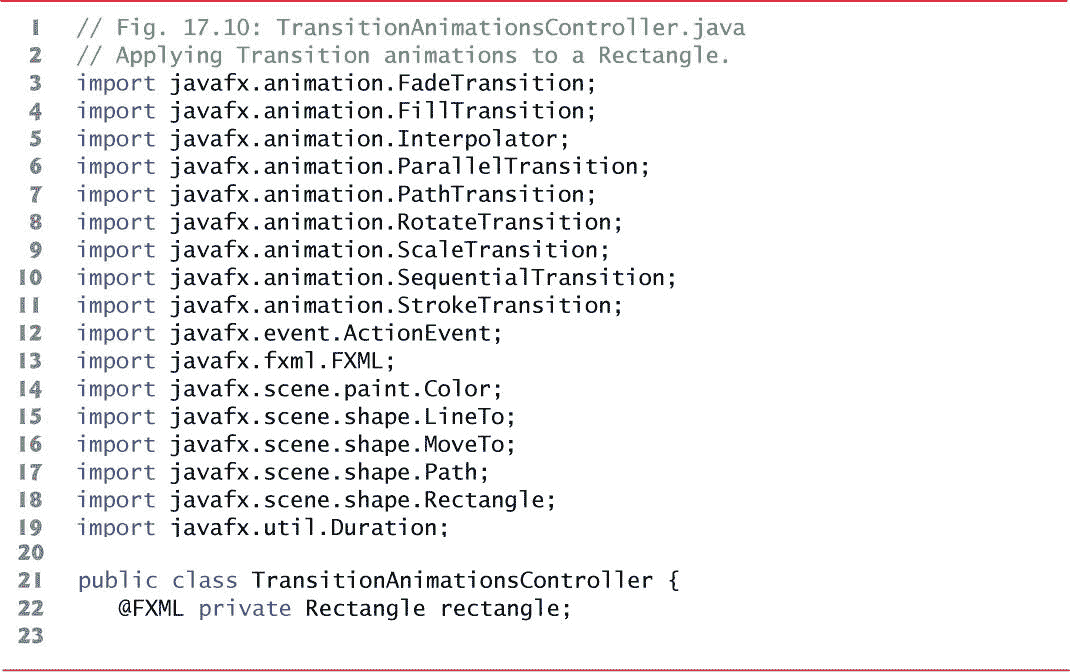 1 // Fig. 17.10: TransitionAnimationsController.java
2 // Applying Transition animations to a Rectangle.
3 import javafx.animation.FadeTransition;
4 import javafx.animation.FillTransition;
5 import javafx.animation.Interpolator;
6 import javafx.animation.ParallelTransition;
7 import javafx.animation.PathTransition;
8 import javafx.animation.RotateTransition;
9 import javafx.animation.ScaleTransition;
10 import javafx.animation.SequentialTransition;
11 import javafx.animation.StrokeTransition;
12 import javafx.event.ActionEvent;
13 import javafx.fxml.FXML;
14 import javafx.scene.paint.Color;
15 import javafx.scene.shape.LineTo;
16 import javafx.scene.shape.MoveTo;
17 import javafx.scene.shape.Path;
18 import javafx.scene.shape.Rectangle;
19 import javafx.util.Duration;
20
21 public class TransitionAnimationsController {
22 @FXML private Rectangle rectangle;
23